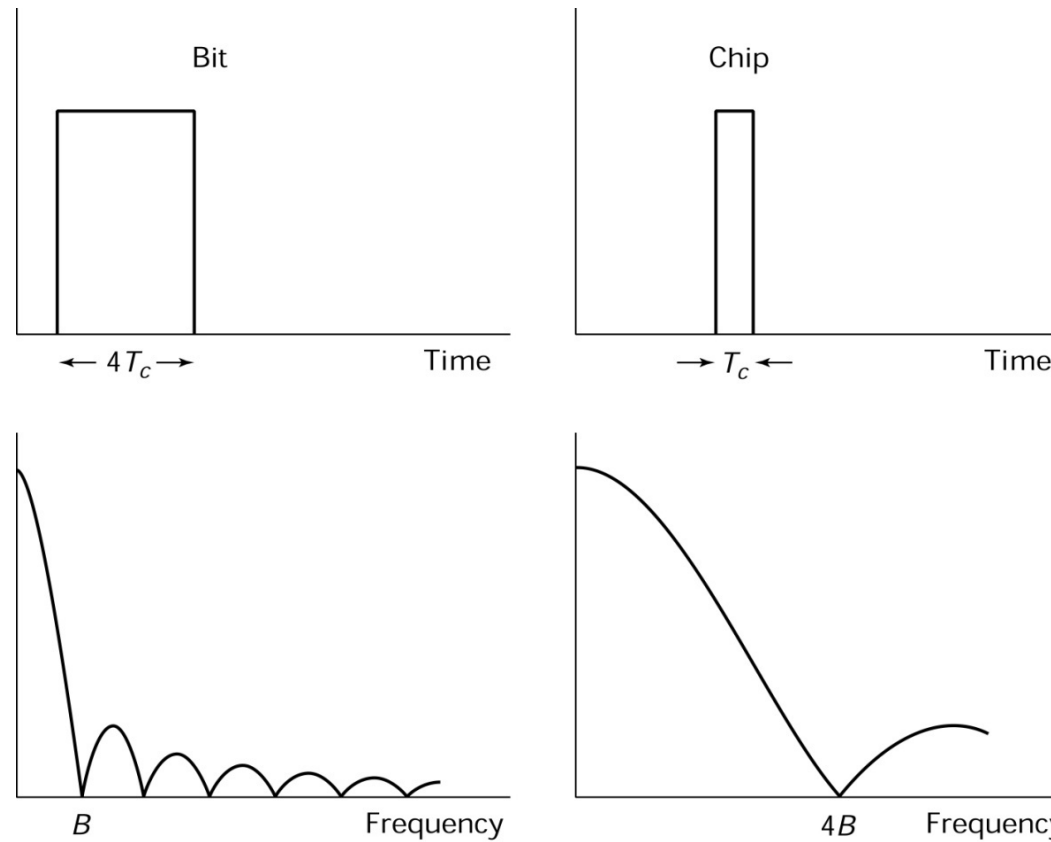 Bit
← 4Tc →
Time
B
Frequency
Chip
→ Tc ←
Time
4B
Frequency